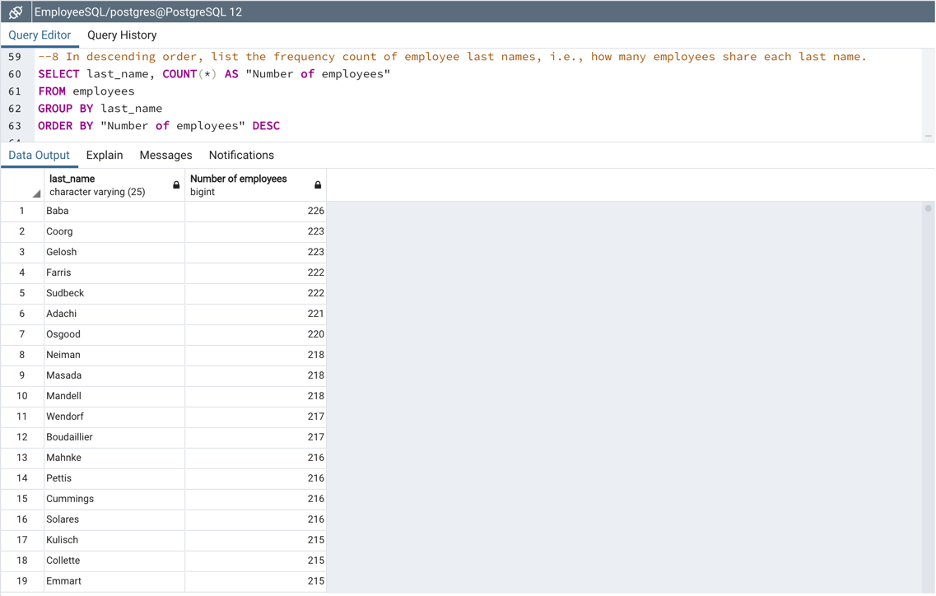 EmployeeSQL/postgres@PostgreSQL 12
Query Editor Query History
59 --8 In descending order, list the frequency count of employee last names, i.e., how many employees share each last name.
60 SELECT last_name, COUNT(*) AS "Number of employees"
61 FROM employees
62 GROUP BY last_name
63 ORDER BY "Number of employees" DESC
Data Output Explain Messages Notifications
last_name Number of employees
character varying (25) bigint
1 Baba 226
2 Coorg 223
3 Gelosh 223
4 Farris 222
5 Sudbeck 222
6 Adachi 221
7 Osgood 220
8 Neiman 218
9 Masada 218
10 Mandell 218
11 Wendorf 217
12 Boudaillier 217
13 Mahnke 216
14 Pettis 216
15 Cummings 216
16 Solares 216
17 Kulisch 215
18 Collette 215
19 Emmart 215